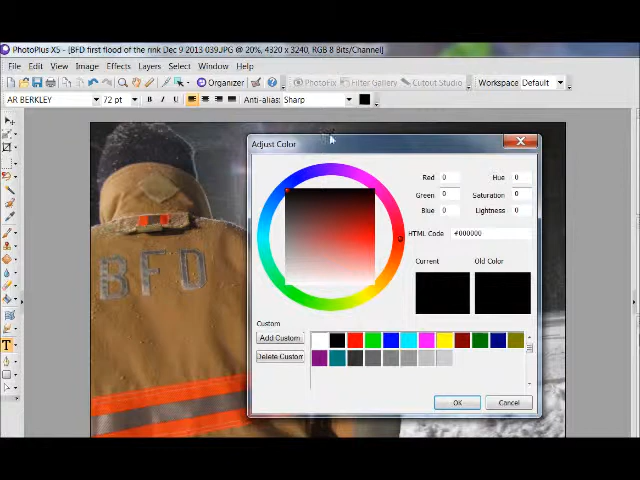 PhotoPlus X5 - [BFD first flood of the rink Dec 9 2013 039.JPG @ 20%, 4320 x 3240, RGB 8 Bits/Channel]
File Edit View Image Effects Layers Select Window Help
Organizer PhotoFix Filter Gallery Cutout Studio Workspace Default
AR BERKLEY 72 pt B I U Anti-alias: Sharp
Adjust Color
Red 0 Hue 0
Green 0 Saturation 0
Blue 0 Lightness 0
HTML Code #000000
Current Old Color
BFD
Custom
Add Custom
Delete Custom
OK Cancel